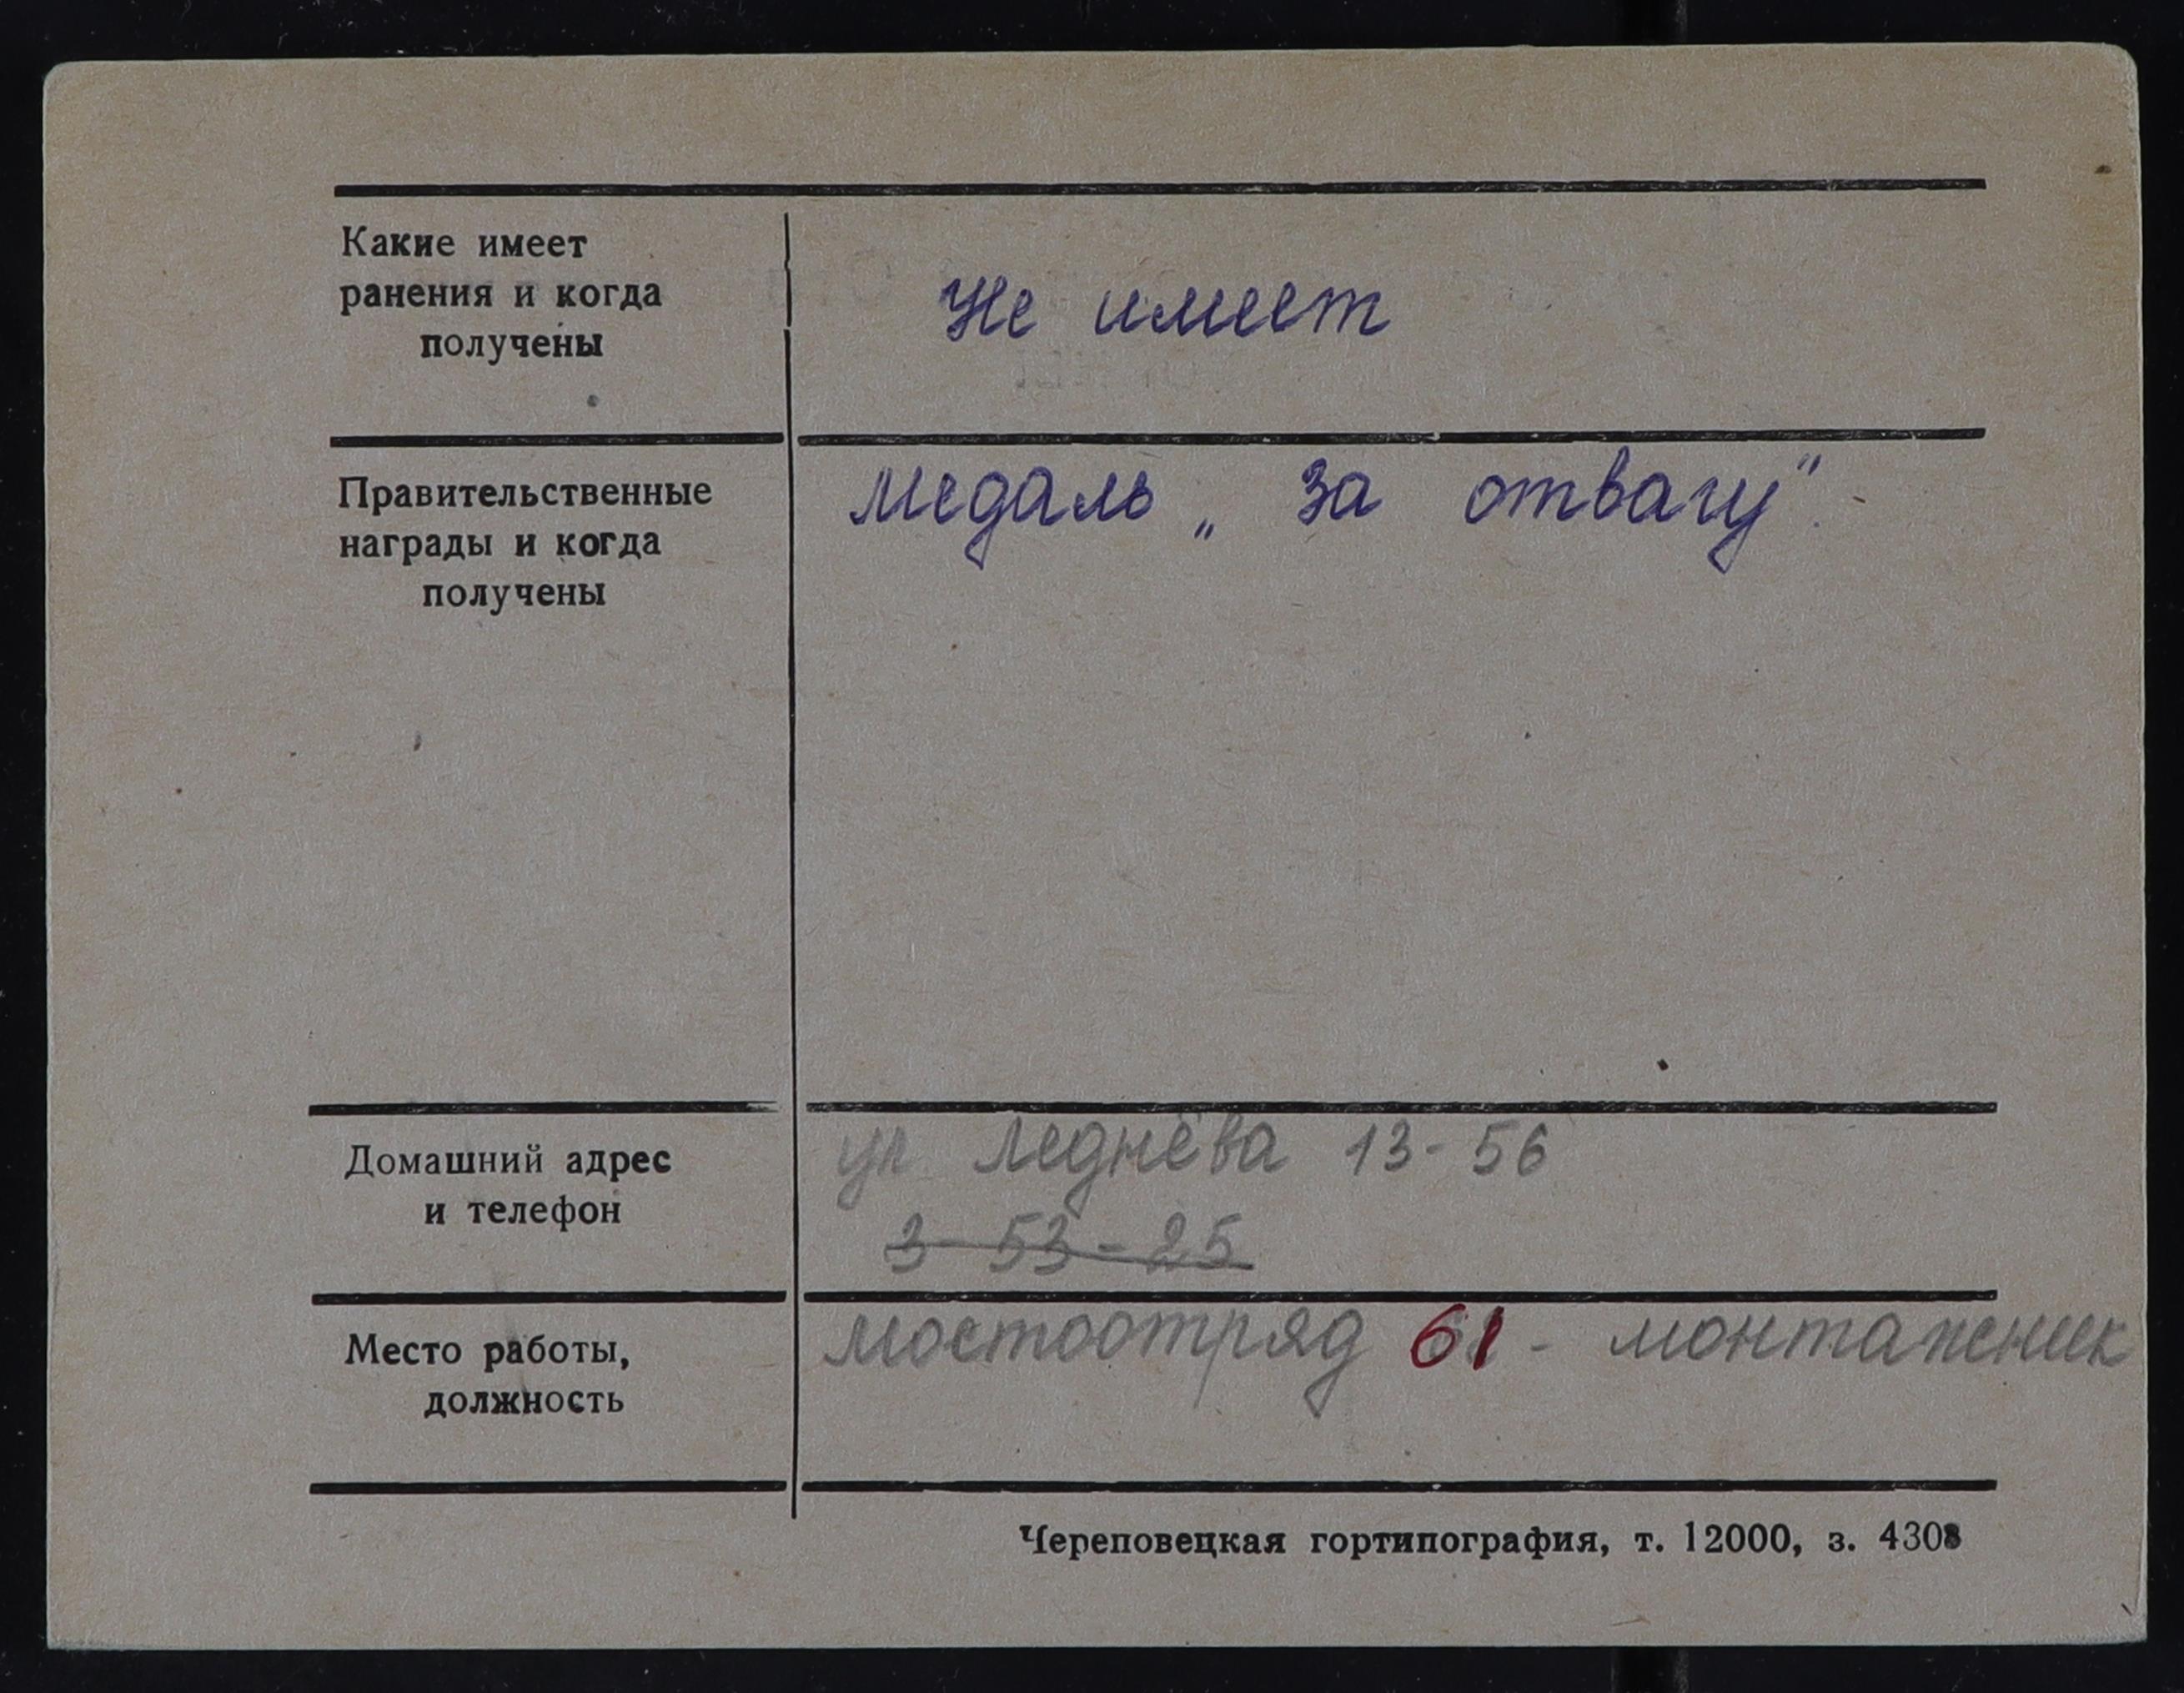 Какие имеет
ранения и когда
получены
Не имеет
Правительственные
награды и когда
получены
медаль „ За отвагу".
Домашний адрес
и телефон
ул Леднёва 13-56
3-53-25
Место работы,
должность
мостоотряд 61 - монтажник
Череповецкая гортипография, т. 12000, з. 4308